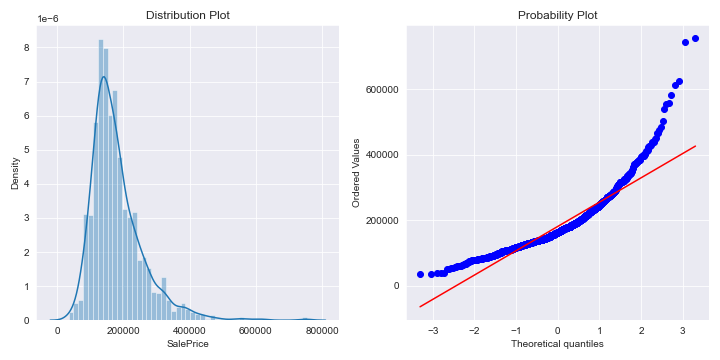 Distribution Plot
1e−6
8
7
6
5
4
3
2
1
0
Density
0 200000 400000 600000 800000
SalePrice
Probability Plot
600000
400000
200000
0
Ordered Values
−3 −2 −1 0 1 2 3
Theoretical quantiles